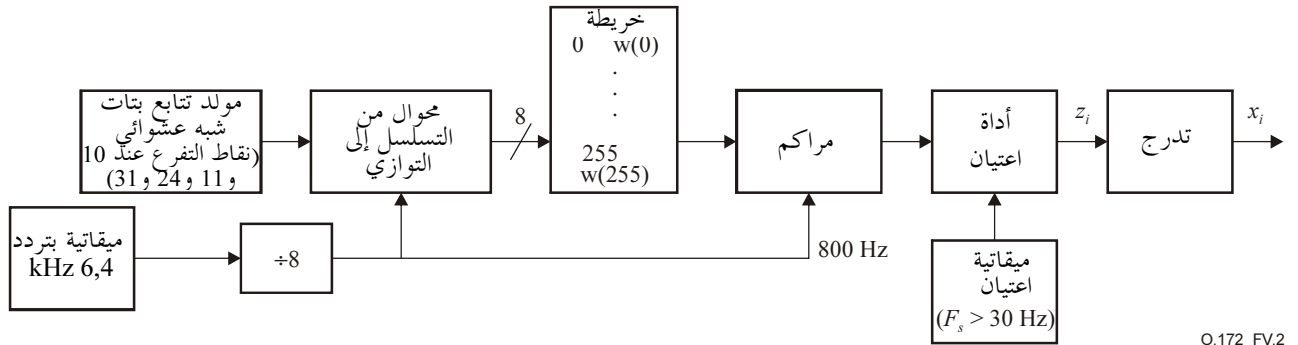 مولد تتابع بتات
شبه عشوائي
(نقاط التفرع عند 10
و11 و24 و31)
محوال من
التسلسل إلى
التوازي
8
خريطة
0 w(0)
.
.
.
.
255
w(255)
مراكم
أداة
اعتيان
z_i
تدرج
x_i
ميقاتية بتردد
kHz 6,4
÷8
800 Hz
ميقاتية
اعتيان
(F_s > 30 Hz)
O.172_FV.2